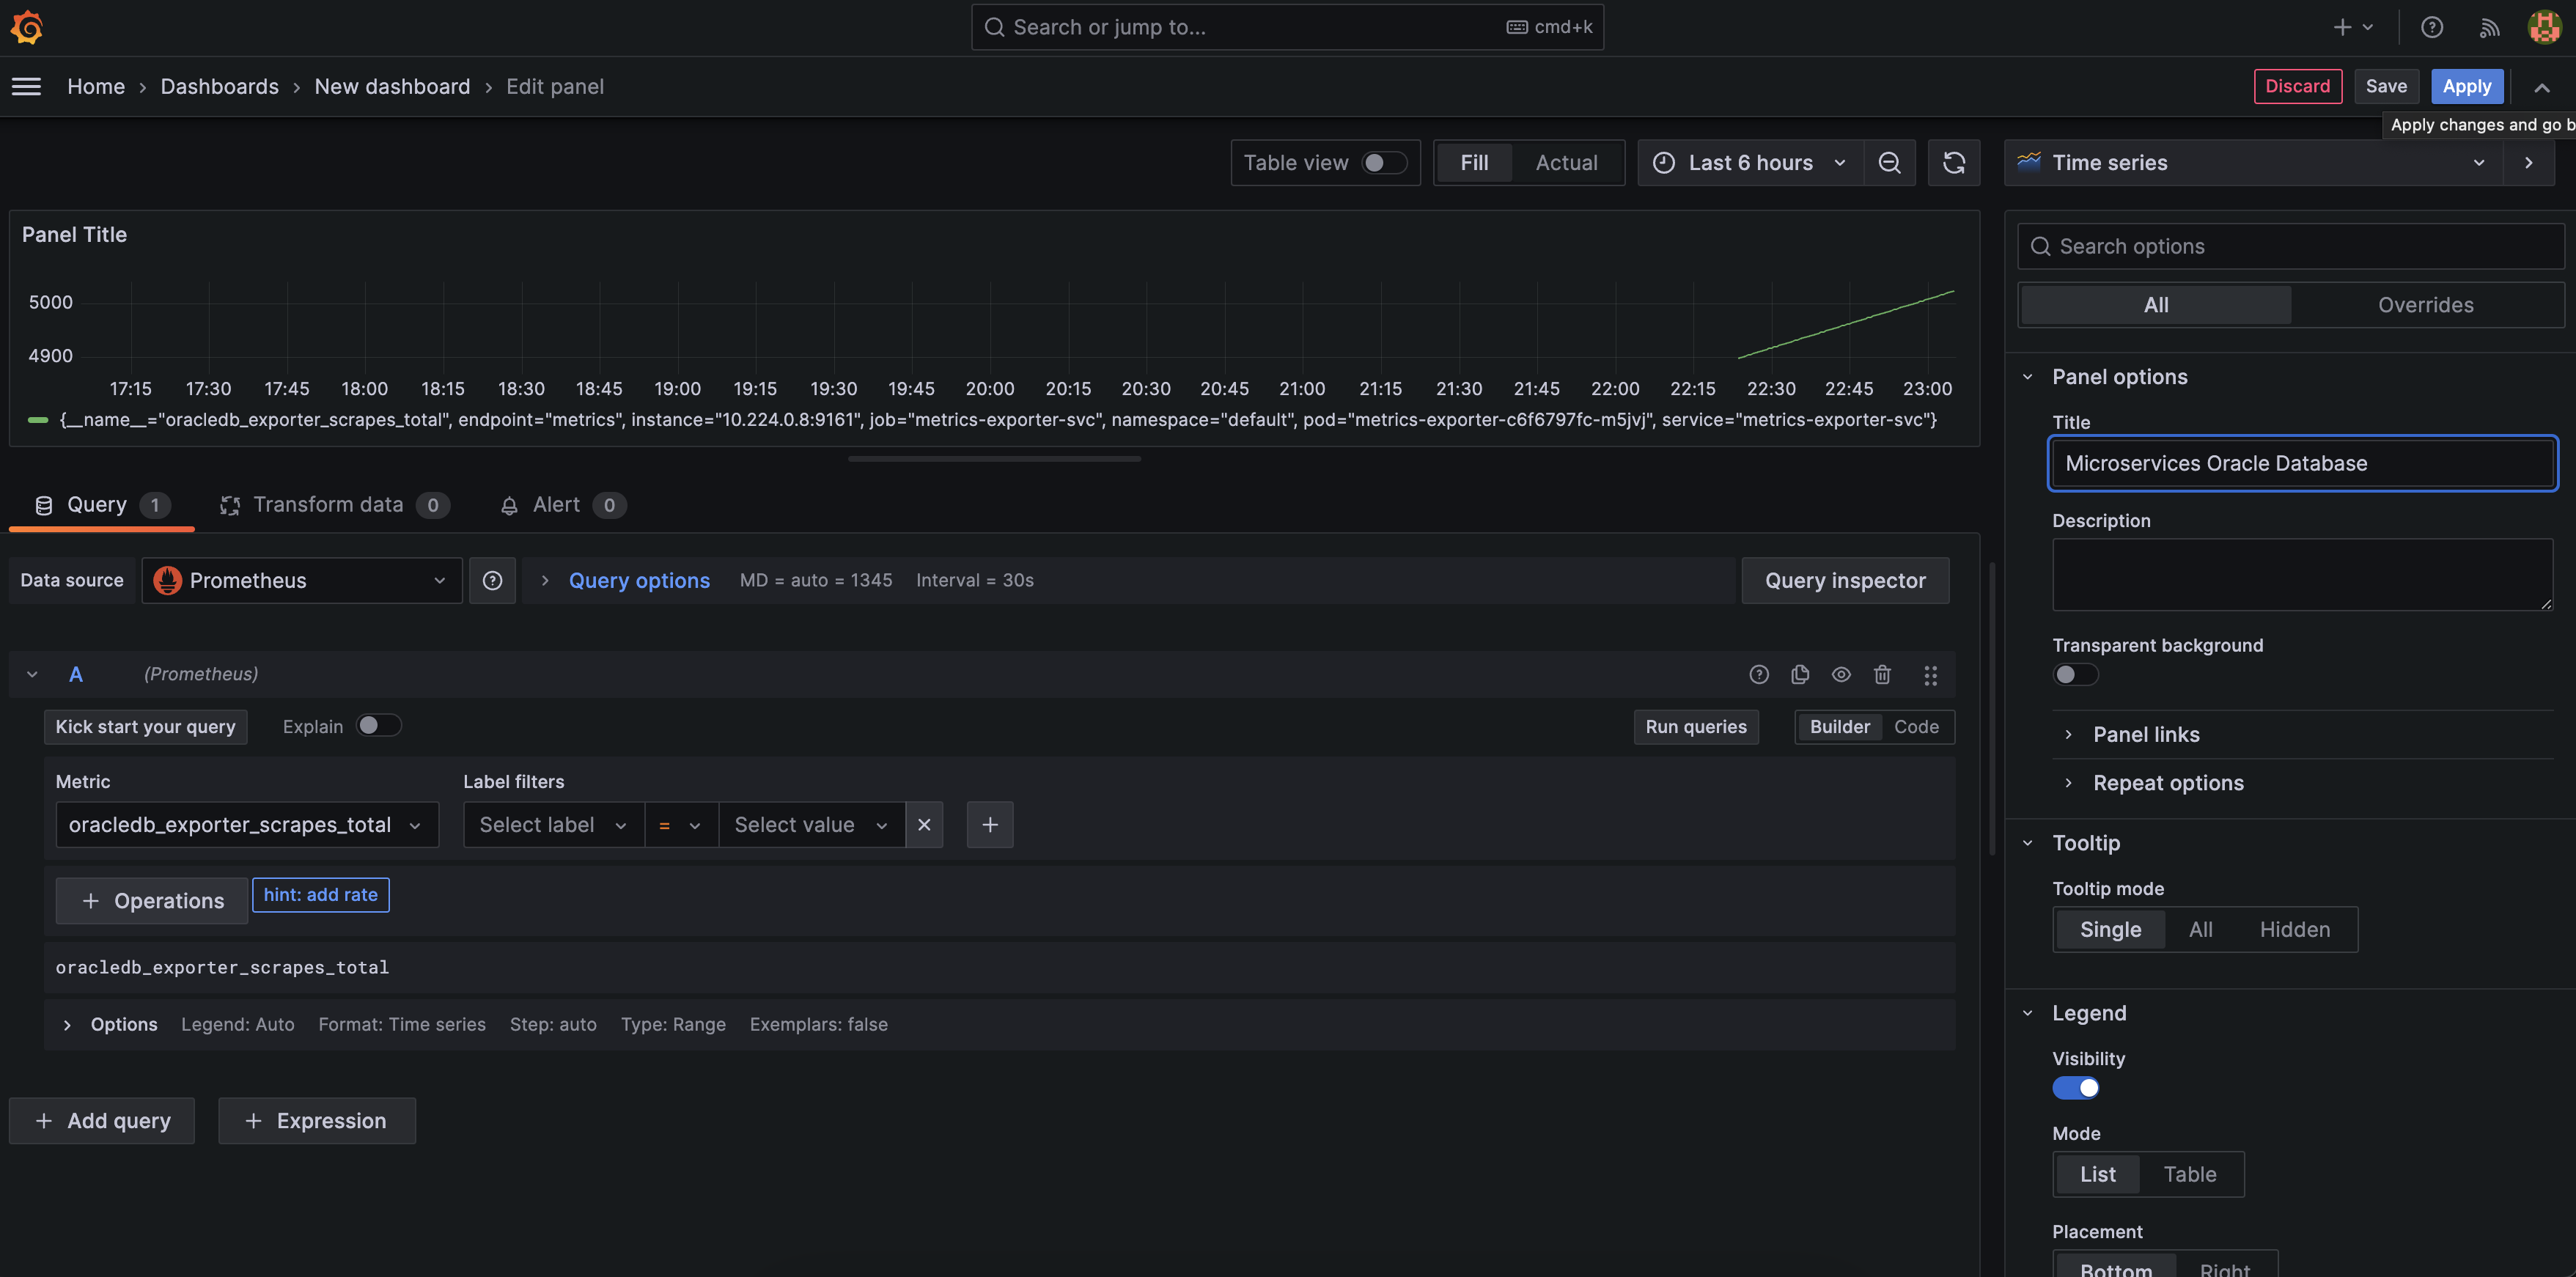 Search or jump to...
cmd+k
Home › Dashboards › New dashboard › Edit panel
Discard
Save
Apply
Apply changes and go b
Table view
Fill
Actual
Last 6 hours
Time series
Panel Title
5000
4900
17:15 17:30 17:45 18:00 18:15 18:30 18:45 19:00 19:15 19:30 19:45 20:00 20:15 20:30 20:45 21:00 21:15 21:30 21:45 22:00 22:15 22:30 22:45 23:00
{__name__="oracledb_exporter_scrapes_total", endpoint="metrics", instance="10.224.0.8:9161", job="metrics-exporter-svc", namespace="default", pod="metrics-exporter-c6f6797fc-m5jvj", service="metrics-exporter-svc"}
Query 1
Transform data 0
Alert 0
Data source
Prometheus
Query options
MD = auto = 1345
Interval = 30s
Query inspector
A
(Prometheus)
Kick start your query
Explain
Run queries
Builder
Code
Metric
Label filters
oracledb_exporter_scrapes_total
Select label
=
Select value
+ Operations
hint: add rate
oracledb_exporter_scrapes_total
Options
Legend: Auto
Format: Time series
Step: auto
Type: Range
Exemplars: false
+ Add query
+ Expression
Search options
All
Overrides
Panel options
Title
Microservices Oracle Database
Description
Transparent background
Panel links
Repeat options
Tooltip
Tooltip mode
Single
All
Hidden
Legend
Visibility
Mode
List
Table
Placement
Bottom
Right